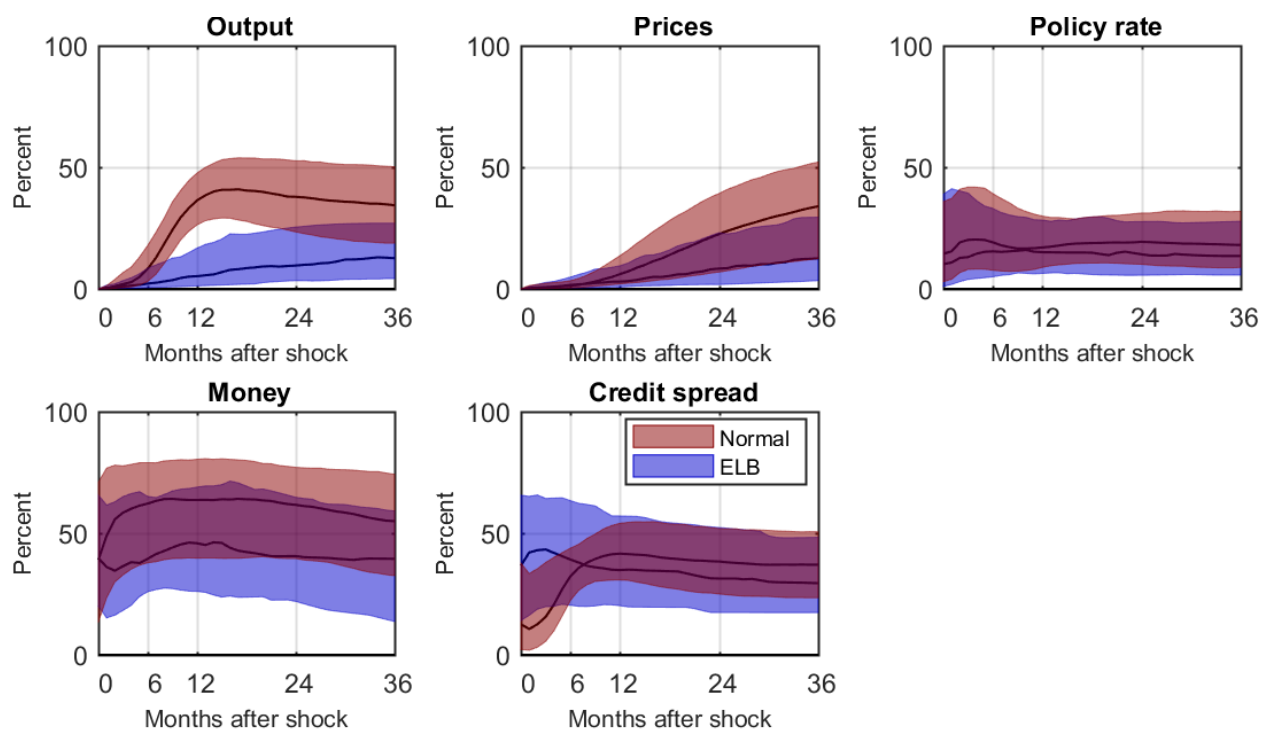 Output
Percent
100
50
0
0 6 12 24 36
Months after shock
Prices
Percent
100
50
0
0 6 12 24 36
Months after shock
Policy rate
Percent
100
50
0
0 6 12 24 36
Months after shock
Money
Percent
100
50
0
0 6 12 24 36
Months after shock
Credit spread
Normal
ELB
Percent
100
50
0
0 6 12 24 36
Months after shock